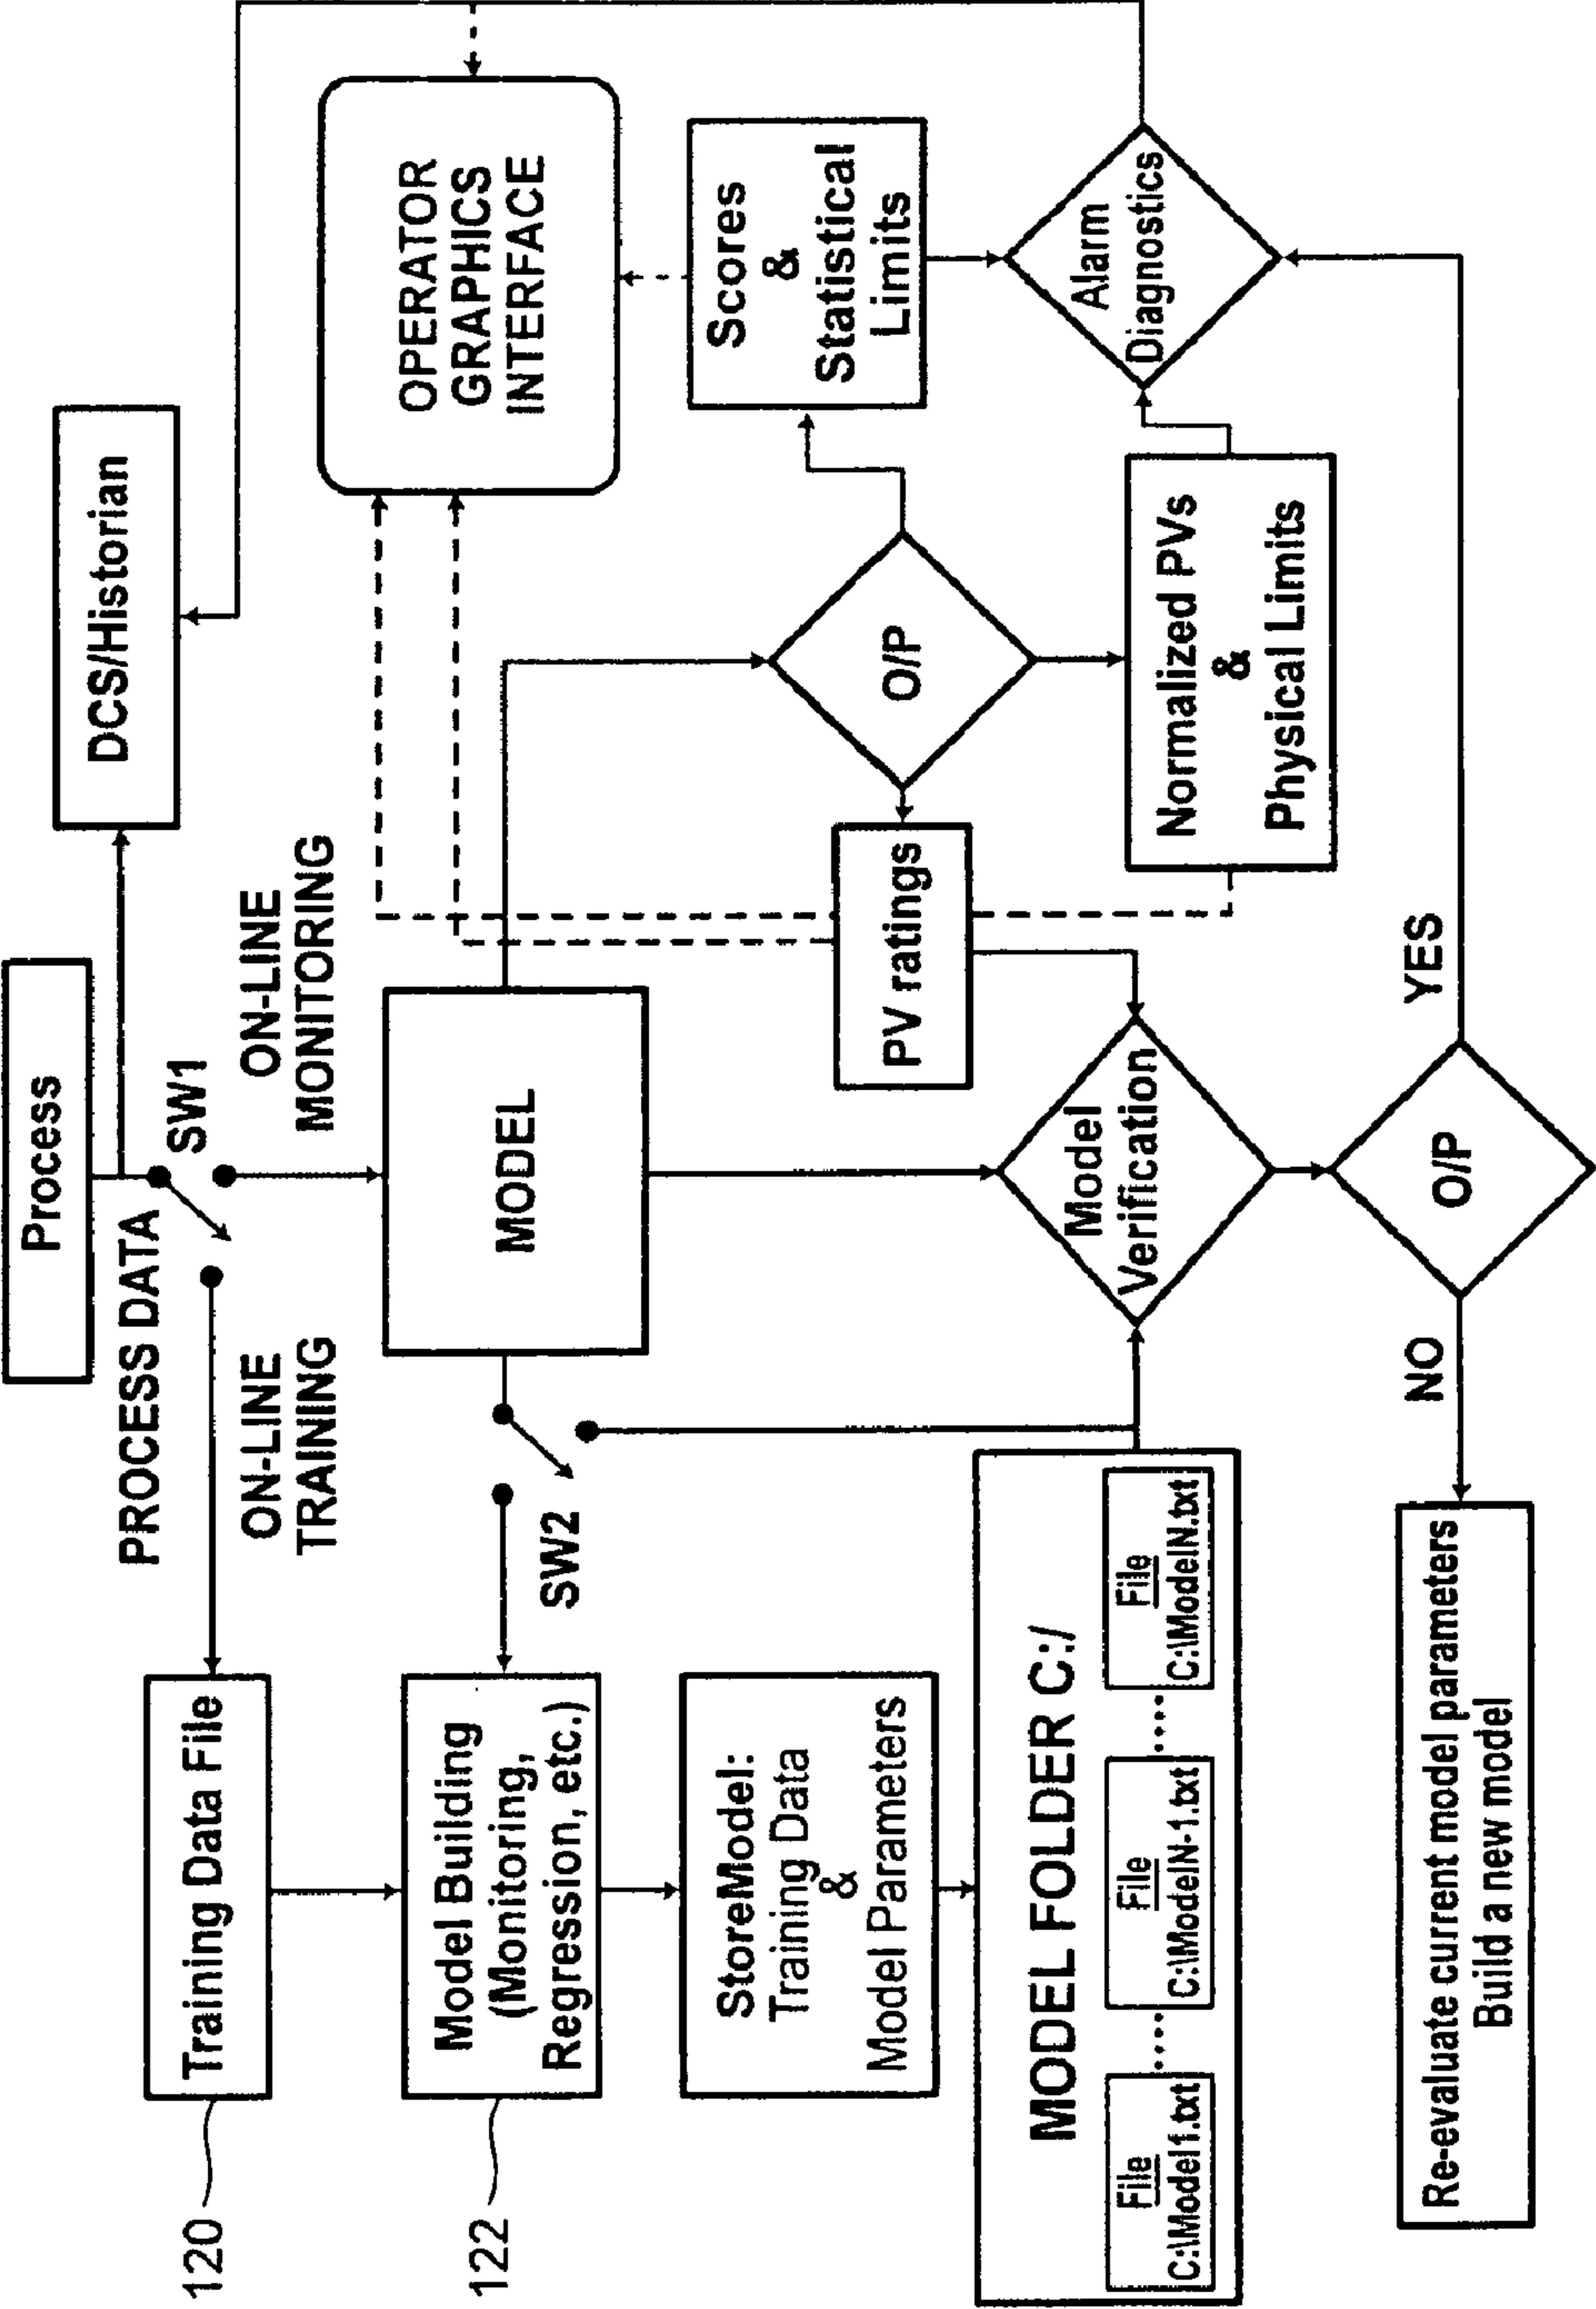 Process
DCS/Historian
PROCESS DATA
SW1
ON-LINE
TRAINING
ON-LINE
MONITORING
120
Training Data File
122
Model Building
(Monitoring,
Regression, etc.)
SW2
MODEL
OPERATOR
GRAPHICS
INTERFACE
StoreModel:
Training Data
&
Model Parameters
PV ratings
O/P
Scores
&
Statistical
Limits
MODEL FOLDER C:/
File
C:\Model1.txt
....
File
C:\ModelN-1.txt
....
File
C:\ModelN.txt
Model
Verification
Normalized PVs
&
Physical Limits
Alarm
Diagnostics
NO
O/P
YES
Re-evaluate current model parameters
Build a new model